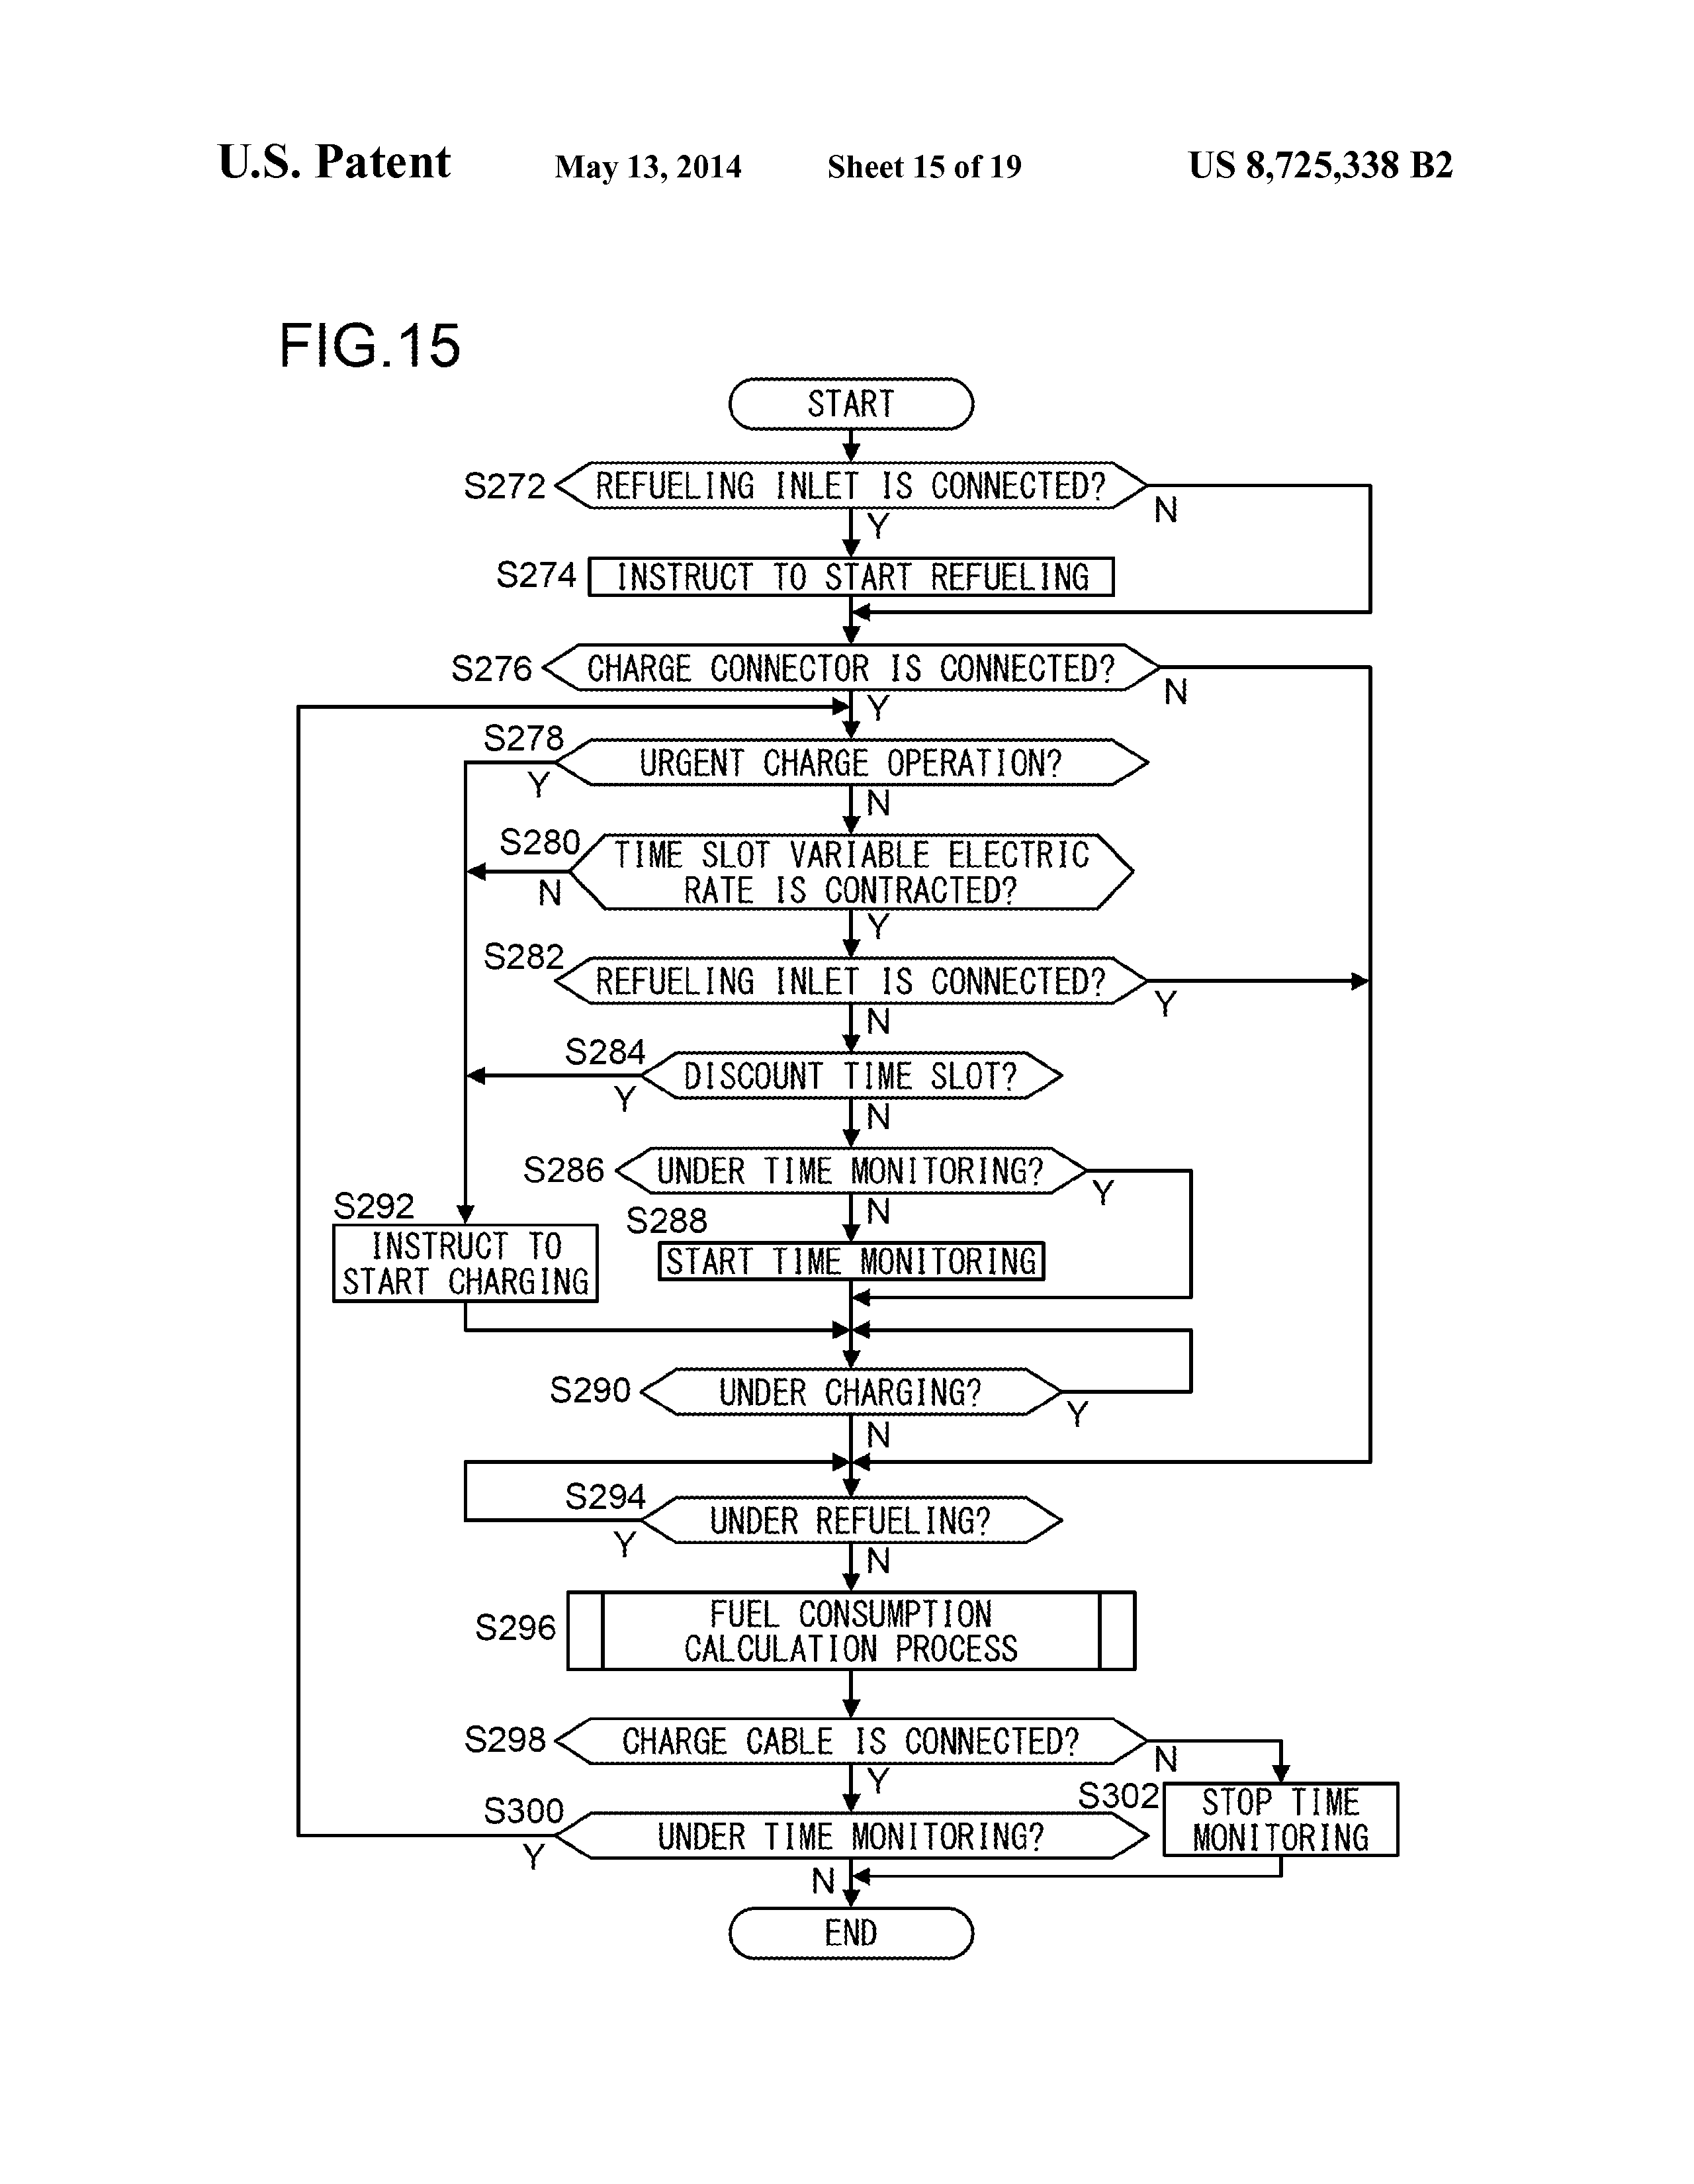 U.S. Patent May 13, 2014 Sheet 15 of 19 US 8,725,338 B2
FIG.15
START
S272 REFUELING INLET IS CONNECTED?
N
Y
S274 INSTRUCT TO START REFUELING
S276 CHARGE CONNECTOR IS CONNECTED?
N
Y
S278 URGENT CHARGE OPERATION?
Y
N
S280 TIME SLOT VARIABLE ELECTRIC
RATE IS CONTRACTED?
N
Y
S282 REFUELING INLET IS CONNECTED?
Y
N
S284 DISCOUNT TIME SLOT?
Y
N
S286 UNDER TIME MONITORING?
Y
N
S292 INSTRUCT TO
START CHARGING
S288 START TIME MONITORING
S290 UNDER CHARGING?
Y
N
S294 UNDER REFUELING?
Y
N
S296 FUEL CONSUMPTION
CALCULATION PROCESS
S298 CHARGE CABLE IS CONNECTED?
N
Y
S302 STOP TIME
MONITORING
S300 UNDER TIME MONITORING?
Y
N
END